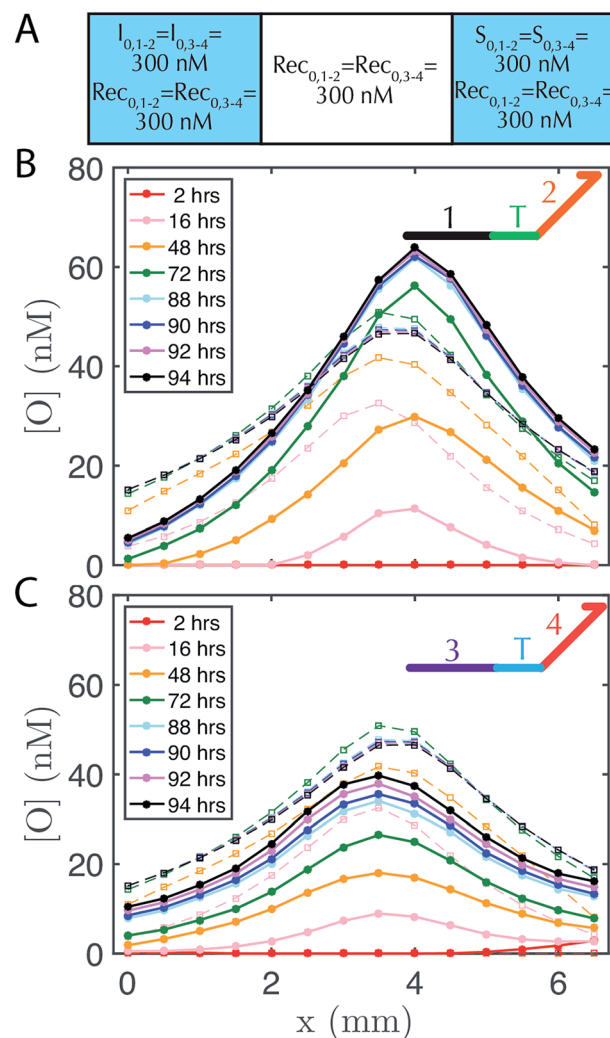 A
I0,1-2=I0,3-4=
300 nM
Rec0,1-2=Rec0,3-4=
300 nM
Rec0,1-2=Rec0,3-4=
300 nM
S0,1-2=S0,3-4=
300 nM
Rec0,1-2=Rec0,3-4=
300 nM
B
80
60
40
20
0
[O] (nM)
2 hrs
16 hrs
48 hrs
72 hrs
88 hrs
90 hrs
92 hrs
94 hrs
1 T 2
C
80
60
40
20
0
[O] (nM)
2 hrs
16 hrs
48 hrs
72 hrs
88 hrs
90 hrs
92 hrs
94 hrs
3 T 4
0 2 4 6
x (mm)